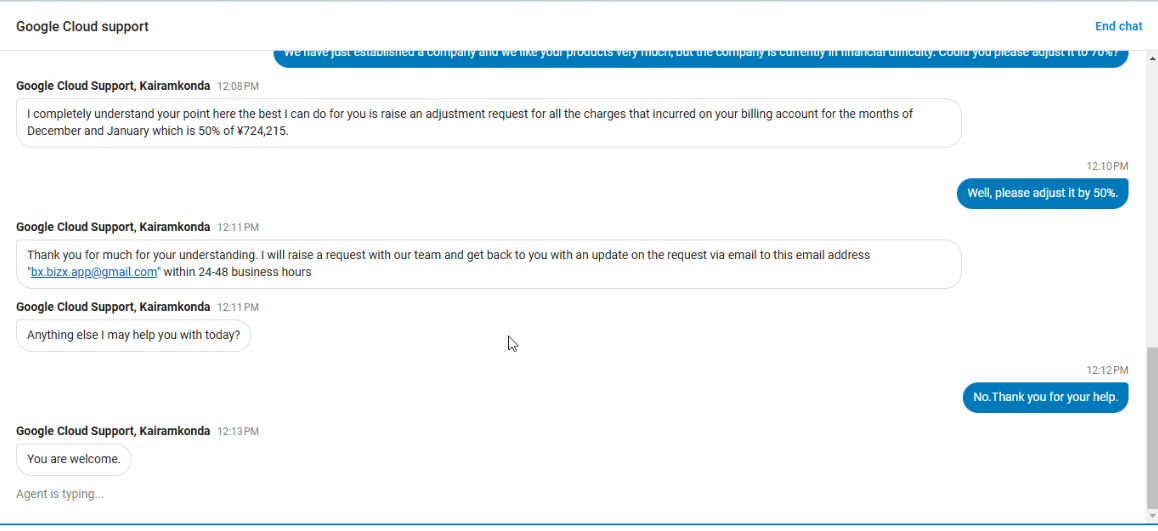 Google Cloud support
End chat
We have just established a company and we like your products very much, but the company is currently in financial difficulty. Could you please adjust it to 70%?
Google Cloud Support, Kairamkonda 12:08 PM
I completely understand your point here the best I can do for you is raise an adjustment request for all the charges that incurred on your billing account for the months of
December and January which is 50% of ¥724,215.
12:10 PM
Well, please adjust it by 50%.
Google Cloud Support, Kairamkonda 12:11 PM
Thank you for much for your understanding. I will raise a request with our team and get back to you with an update on the request via email to this email address
"bx.bizx.app@gmail.com" within 24-48 business hours
Google Cloud Support, Kairamkonda 12:11 PM
Anything else I may help you with today?
12:12 PM
No.Thank you for your help.
Google Cloud Support, Kairamkonda 12:13 PM
You are welcome.
Agent is typing...